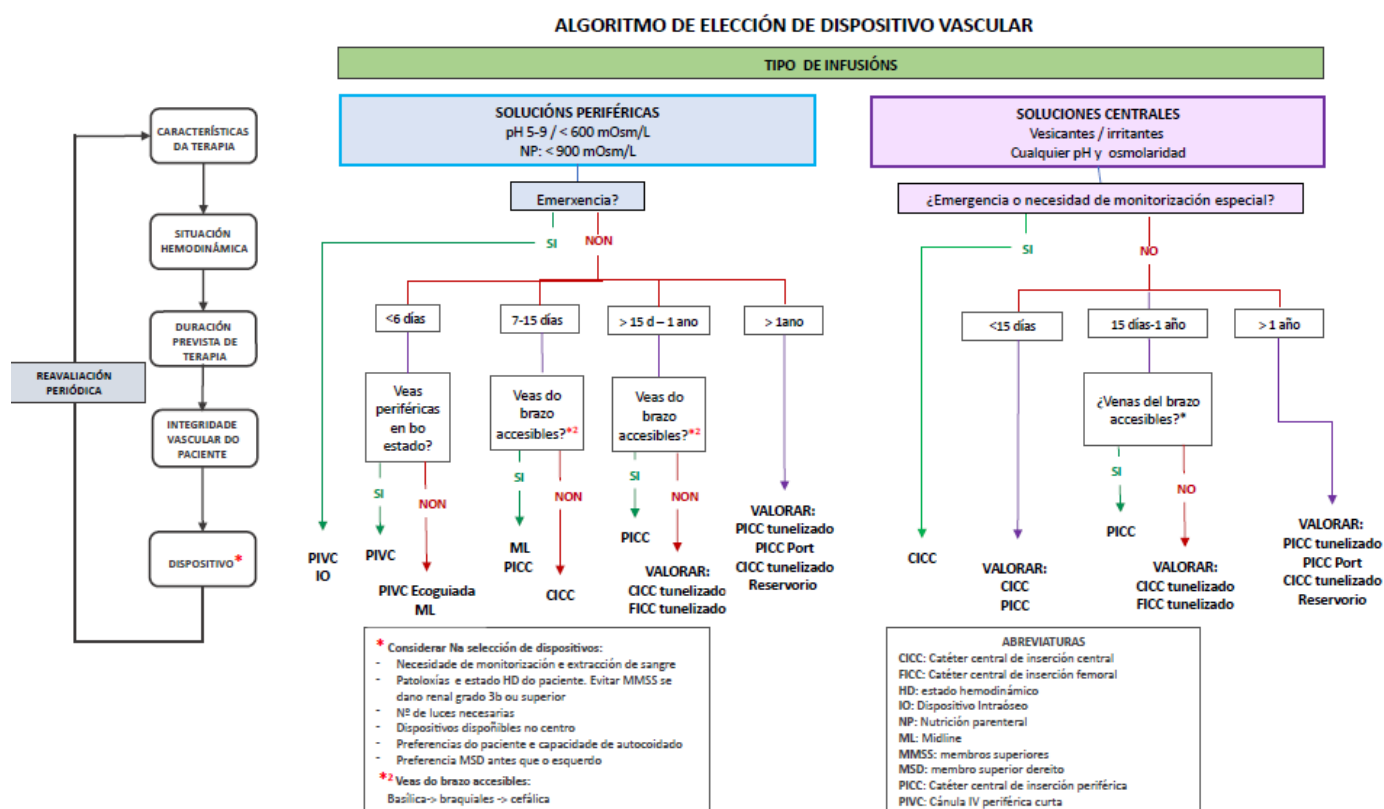 ALGORITMO DE ELECCIÓN DE DISPOSITIVO VASCULAR
TIPO DE INFUSIÓNS
CARACTERÍSTICAS
DA TERAPIA
SITUACIÓN
HEMODINÁMICA
DURACIÓN
PREVISTA DE
TERAPIA
REAVALIACIÓN
PERIÓDICA
INTEGRIDADE
VASCULAR DO
PACIENTE
DISPOSITIVO*
SOLUCIÓNS PERIFÉRICAS
pH 5-9 / < 600 mOsm/L
NP: < 900 mOsm/L
Emerxencia?
SI
NON
<6 días
7-15 días
> 15 d – 1 ano
> 1ano
Veas
periféricas
en bo
estado?
Veas do
brazo
accesibles?*2
Veas do
brazo
accesibles?*2
SI
NON
SI
NON
SI
NON
PIVC
IO
PIVC
PIVC Ecoguiada
ML
ML
PICC
CICC
PICC
VALORAR:
CICC tunelizado
FICC tunelizado
VALORAR:
PICC tunelizado
PICC Port
CICC tunelizado
Reservorio
SOLUCIONES CENTRALES
Vesicantes / irritantes
Cualquier pH y osmolaridad
¿Emergencia o necesidad de monitorización especial?
SI
NO
<15 días
15 días-1 año
> 1 año
¿Venas del brazo
accesibles?*
SI
NO
CICC
VALORAR:
CICC
PICC
PICC
VALORAR:
CICC tunelizado
FICC tunelizado
VALORAR:
PICC tunelizado
PICC Port
CICC tunelizado
Reservorio
* Considerar Na selección de dispositivos:
- Necesidade de monitorización e extracción de sangre
- Patoloxías e estado HD do paciente. Evitar MMSS se
dano renal grado 3b ou superior
- Nº de luces necesarias
- Dispositivos dispoñibles no centro
- Preferencias do paciente e capacidade de autocoidado
- Preferencia MSD antes que o esquerdo
*2 Veas do brazo accesibles:
Basílica-> braquiales -> cefálica
ABREVIATURAS
CICC: Catéter central de inserción central
FICC: Catéter central de inserción femoral
HD: estado hemodinámico
IO: Dispositivo Intraóseo
NP: Nutrición parenteral
ML: Midline
MMSS: membros superiores
MSD: membro superior dereito
PICC: Catéter central de inserción periférica
PIVC: Cánula IV periférica curta